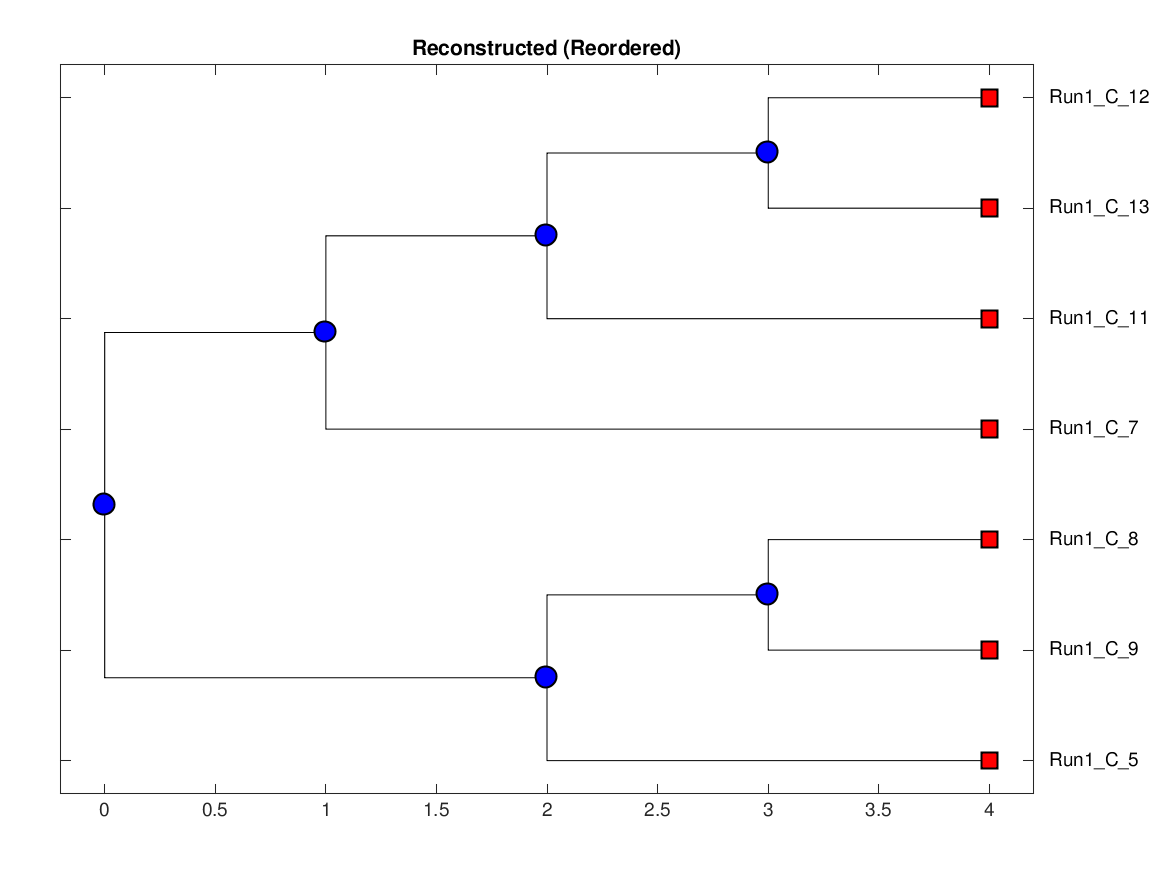 Reconstructed (Reordered)
Run1_C_12
Run1_C_13
Run1_C_11
Run1_C_7
Run1_C_8
Run1_C_9
Run1_C_5
0 0.5 1 1.5 2 2.5 3 3.5 4